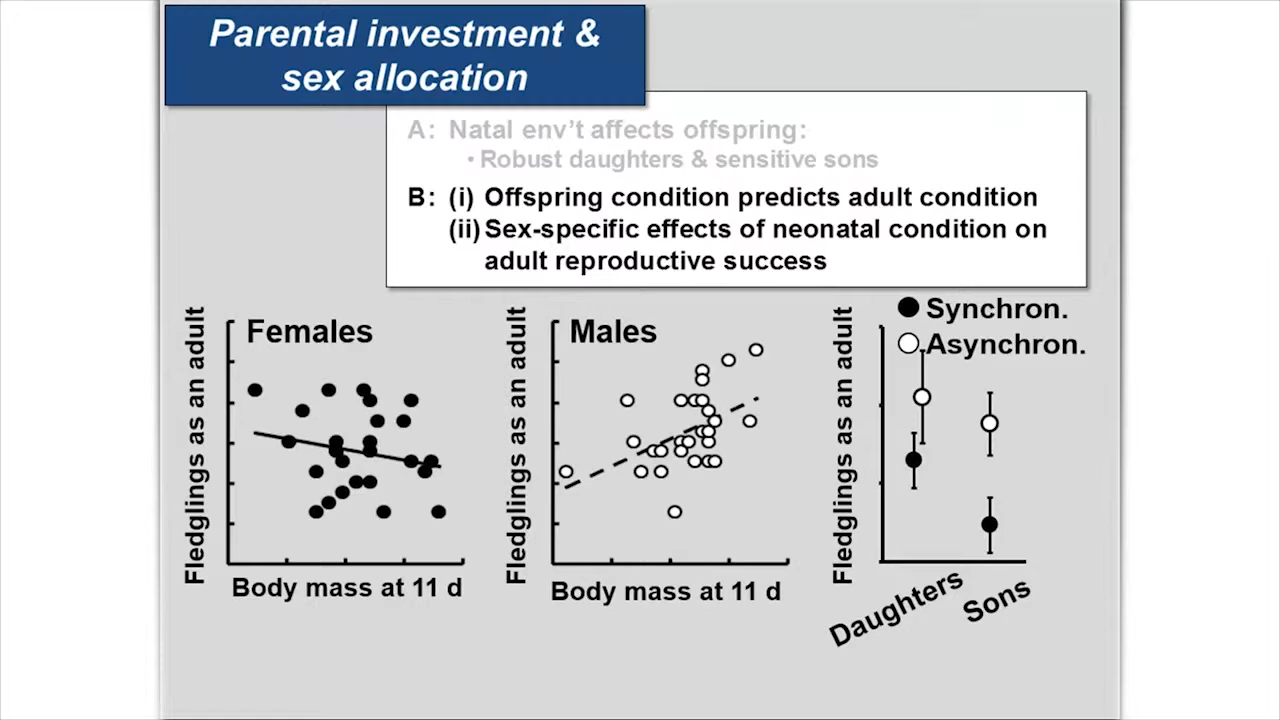 Parental investment &
sex allocation
A: Natal env’t affects offspring:
• Robust daughters & sensitive sons
B: (i) Offspring condition predicts adult condition
(ii) Sex-specific effects of neonatal condition on
adult reproductive success
Fledglings as an adult
Females
Body mass at 11 d
Fledglings as an adult
Males
Body mass at 11 d
Fledglings as an adult
Synchron.
Asynchron.
Daughters
Sons